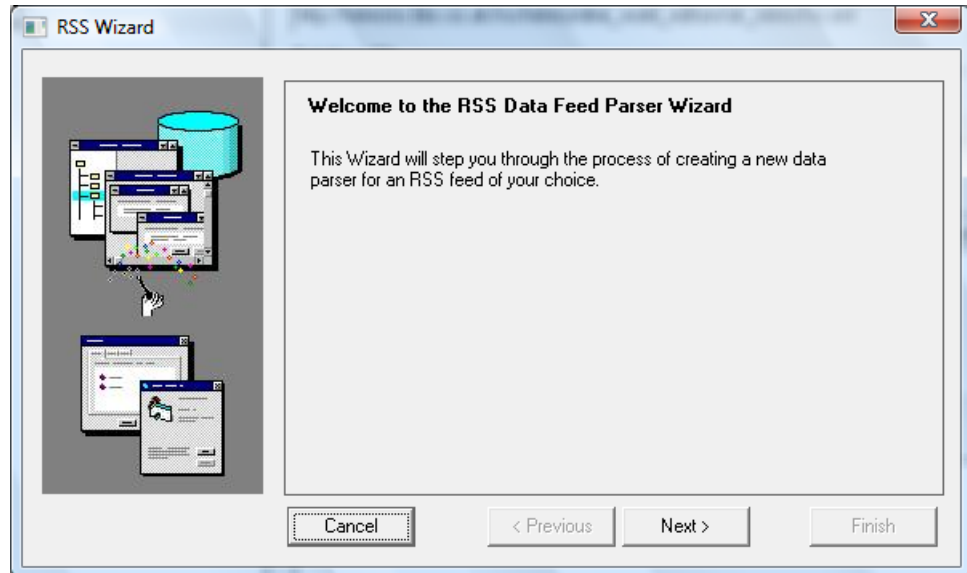 RSS Wizard
Welcome to the RSS Data Feed Parser Wizard
This Wizard will step you through the process of creating a new data
parser for an RSS feed of your choice.
Cancel
< Previous
Next >
Finish